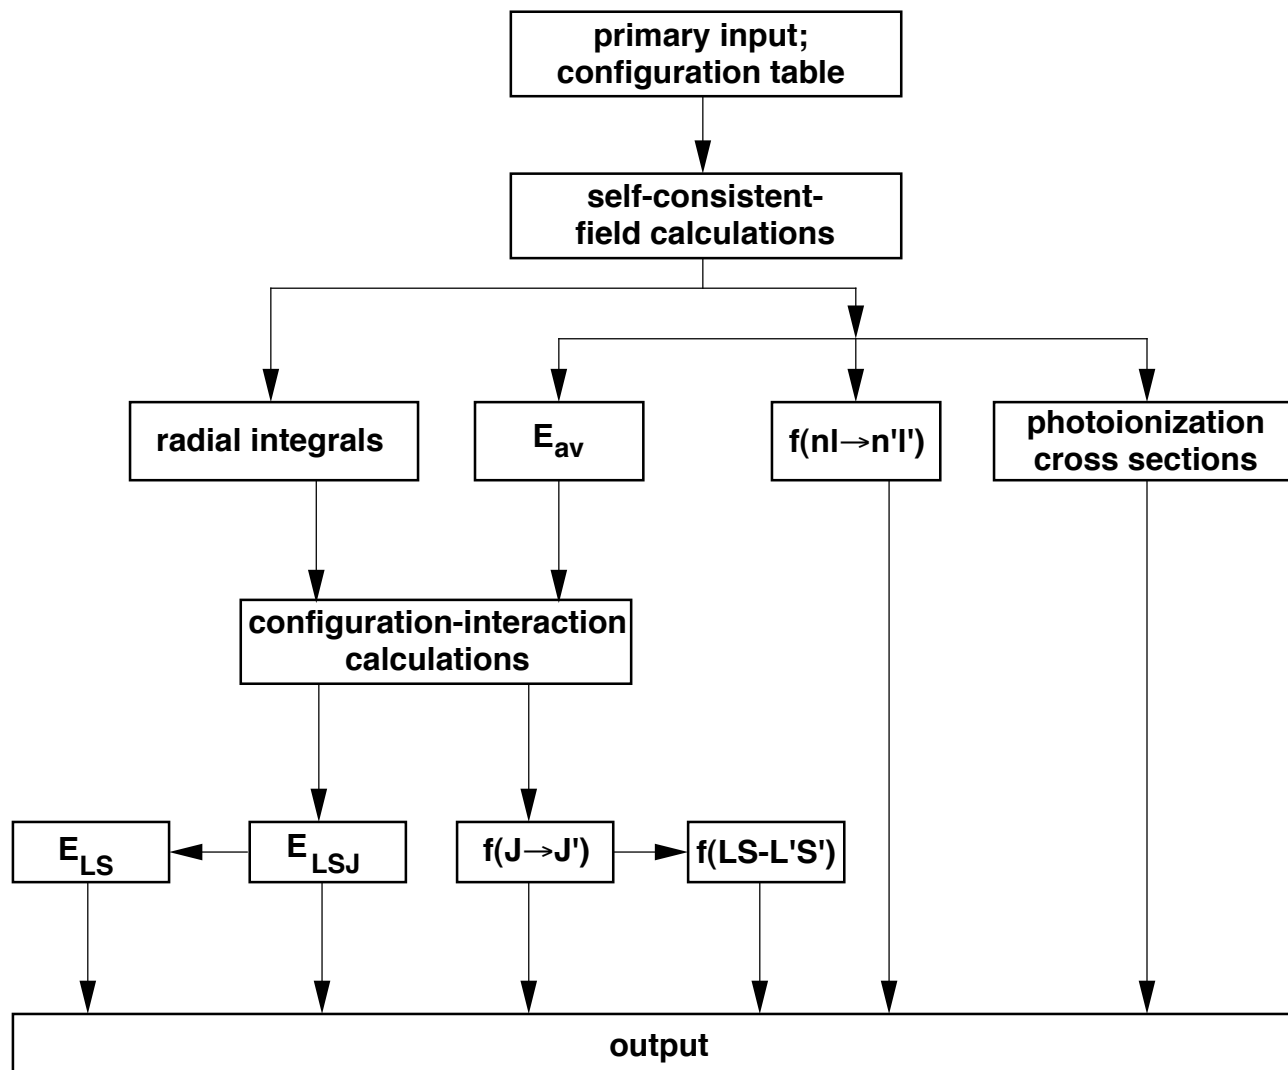 primary input;
configuration table
self-consistent-
field calculations
radial integrals
E_av
f(nl→n'l')
photoionization
cross sections
configuration-interaction
calculations
E_LS
E_LSJ
f(J→J')
f(LS-L'S')
output